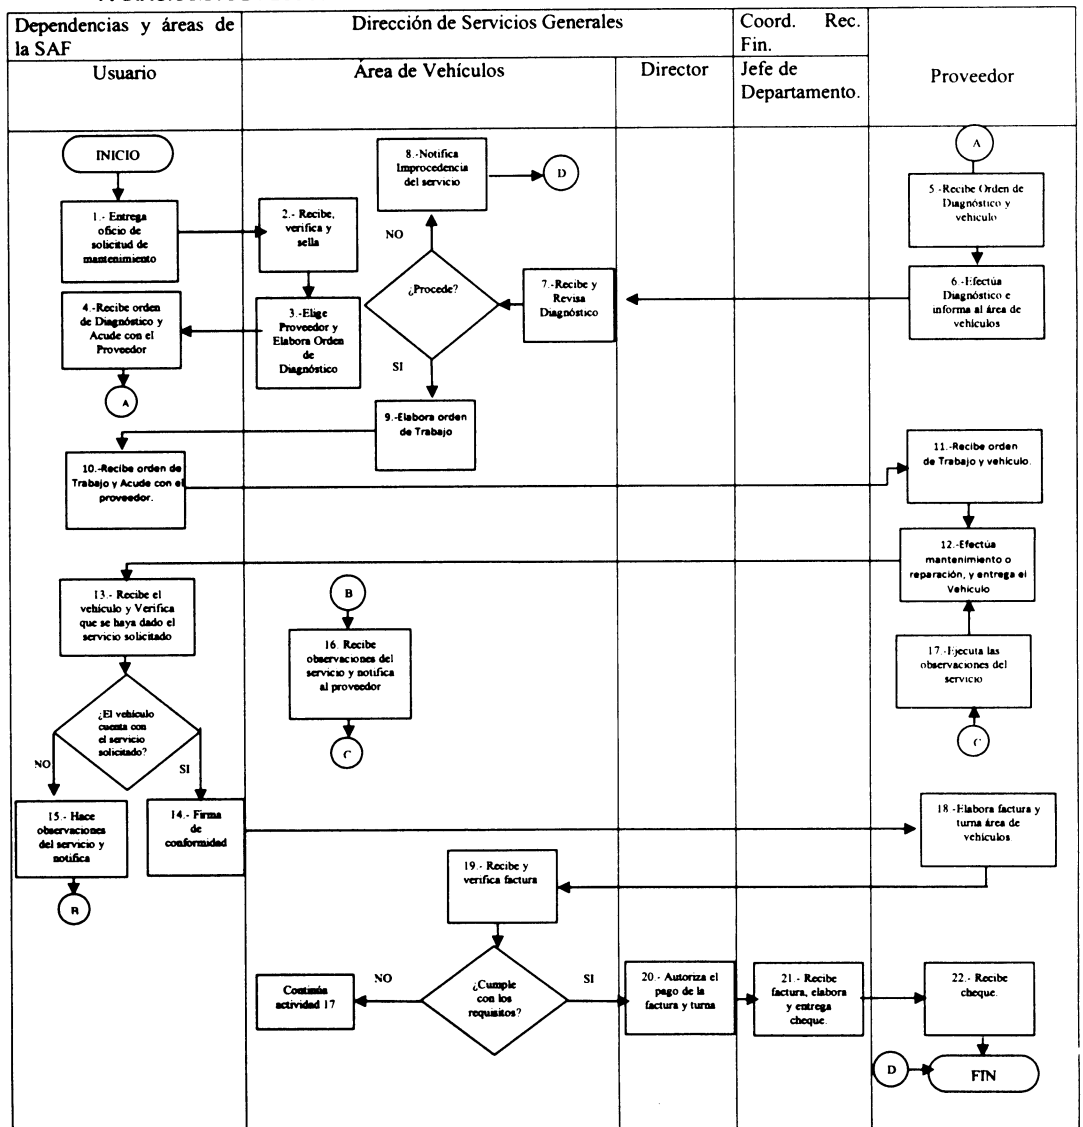 Dependencias y áreas de
la SAF
Dirección de Servicios Generales
Coord. Rec.
Fin.
Usuario
Área de Vehículos
Director
Jefe de
Departamento.
Proveedor
INICIO
1.- Entrega
oficio de
solicitud de
mantenimiento
2.- Recibe,
verifica y
sella
8.-Notifica
Improcedencia
del servicio
D
A
5.-Recibe Orden de
Diagnóstico y
vehículo
NO
¿Procede?
7.-Recibe y
Revisa
Diagnóstico
6.-Efectúa
Diagnóstico e
informa al área de
vehículos
4.-Recibe orden
de Diagnóstico y
Acude con el
Proveedor
3.-Elige
Proveedor y
Elabora Orden
de
Diagnóstico
SI
A
9.-Elabora orden
de Trabajo
10.-Recibe orden de
Trabajo y Acude con el
proveedor.
11.-Recibe orden
de Trabajo y vehículo.
12.-Efectúa
mantenimiento o
reparación, y entrega el
Vehículo
13.- Recibe el
vehículo y Verifica
que se haya dado el
servicio solicitado
B
16. Recibe
observaciones del
servicio y notifica
al proveedor
C
17.-Ejecuta las
observaciones del
servicio
C
¿El vehículo
cuenta con
el servicio
solicitado?
NO
SI
15.- Hace
observaciones
del servicio y
notifica
14.- Firma
de
conformidad
B
18.-Elabora factura y
turna área de
vehículos
19.- Recibe y
verifica factura
Continúa
actividad 17
NO
¿Cumple
con los
requisitos?
SI
20.- Autoriza el
pago de la
factura y turna
21.- Recibe
factura, elabora
y entrega
cheque.
22.- Recibe
cheque.
D
FIN